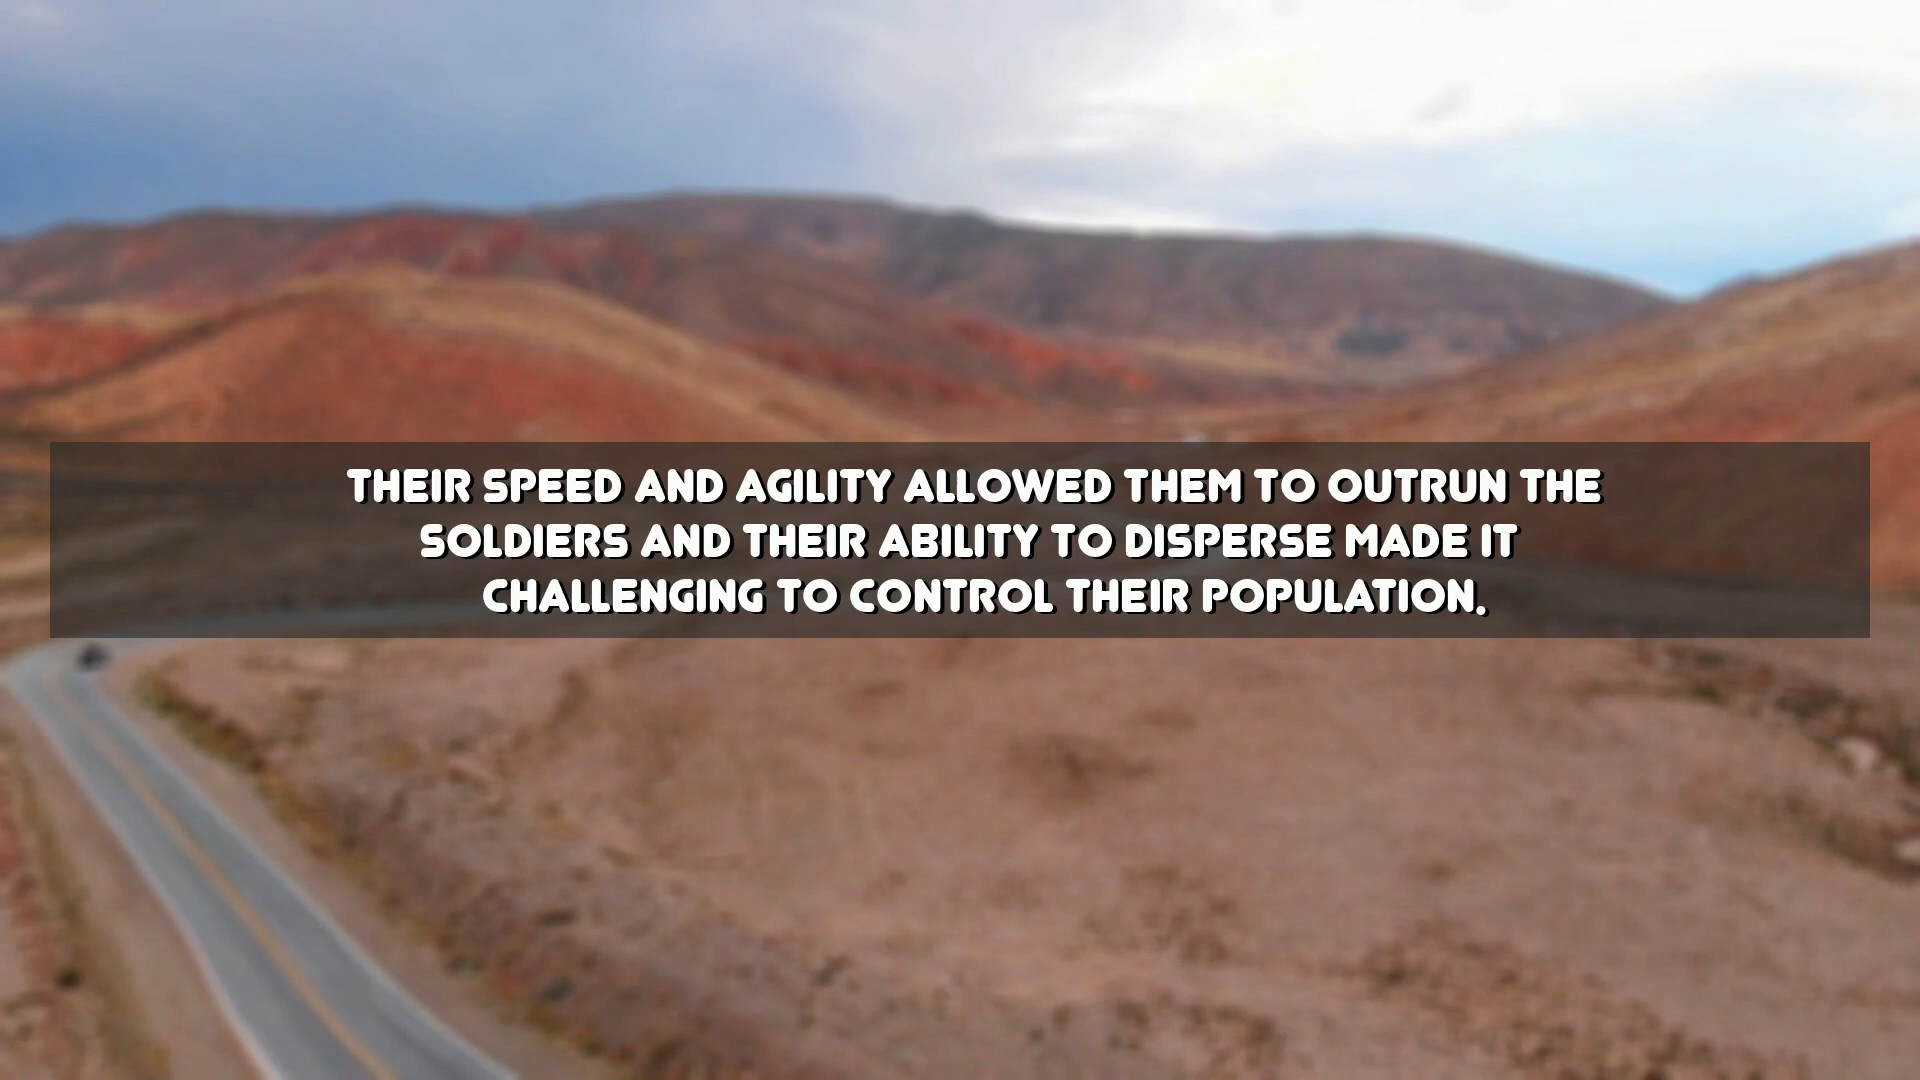 THEIR SPEED AND AGILITY ALLOWED THEM TO OUTRUN THE
SOLDIERS AND THEIR ABILITY TO DISPERSE MADE IT
CHALLENGING TO CONTROL THEIR POPULATION.